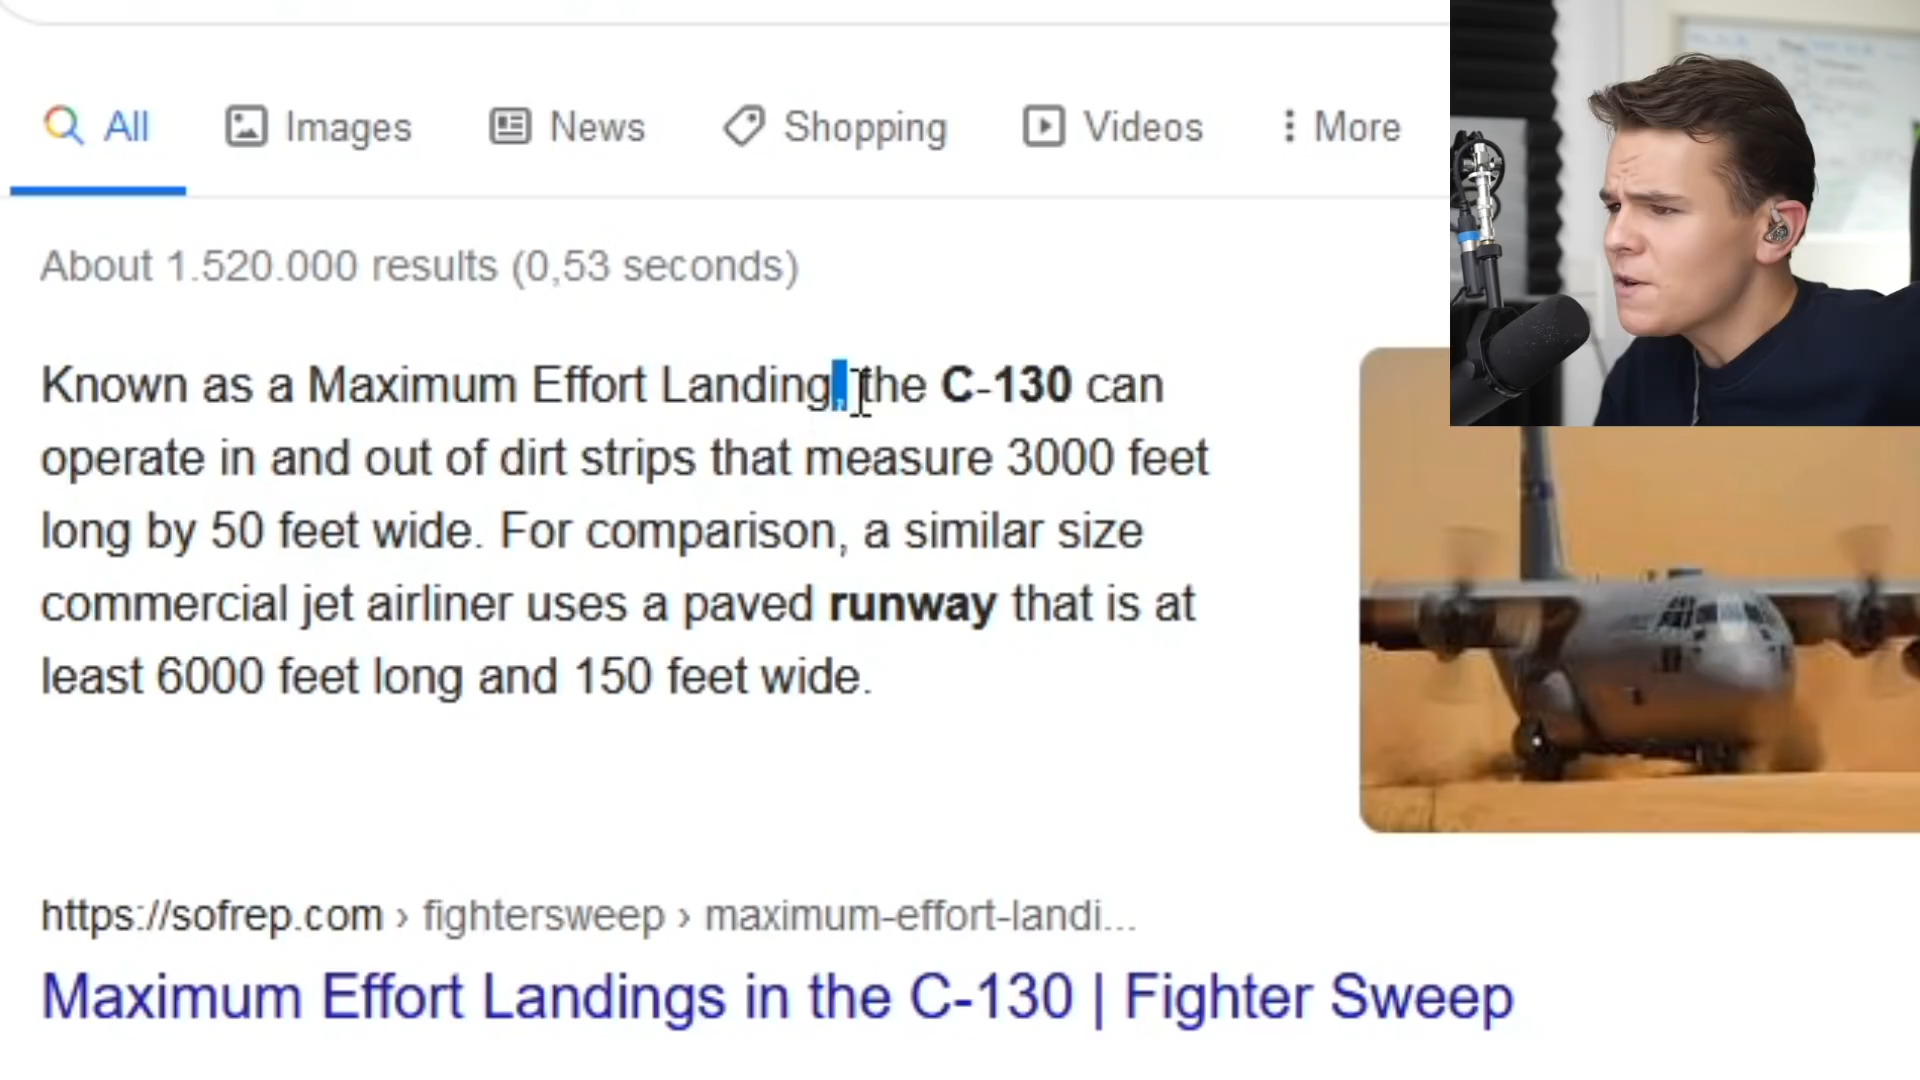 All Images News Shopping Videos More
About 1.520.000 results (0,53 seconds)
Known as a Maximum Effort Landing, the C-130 can
operate in and out of dirt strips that measure 3000 feet
long by 50 feet wide. For comparison, a similar size
commercial jet airliner uses a paved runway that is at
least 6000 feet long and 150 feet wide.
https://sofrep.com › fightersweep › maximum-effort-landi...
Maximum Effort Landings in the C-130 | Fighter Sweep